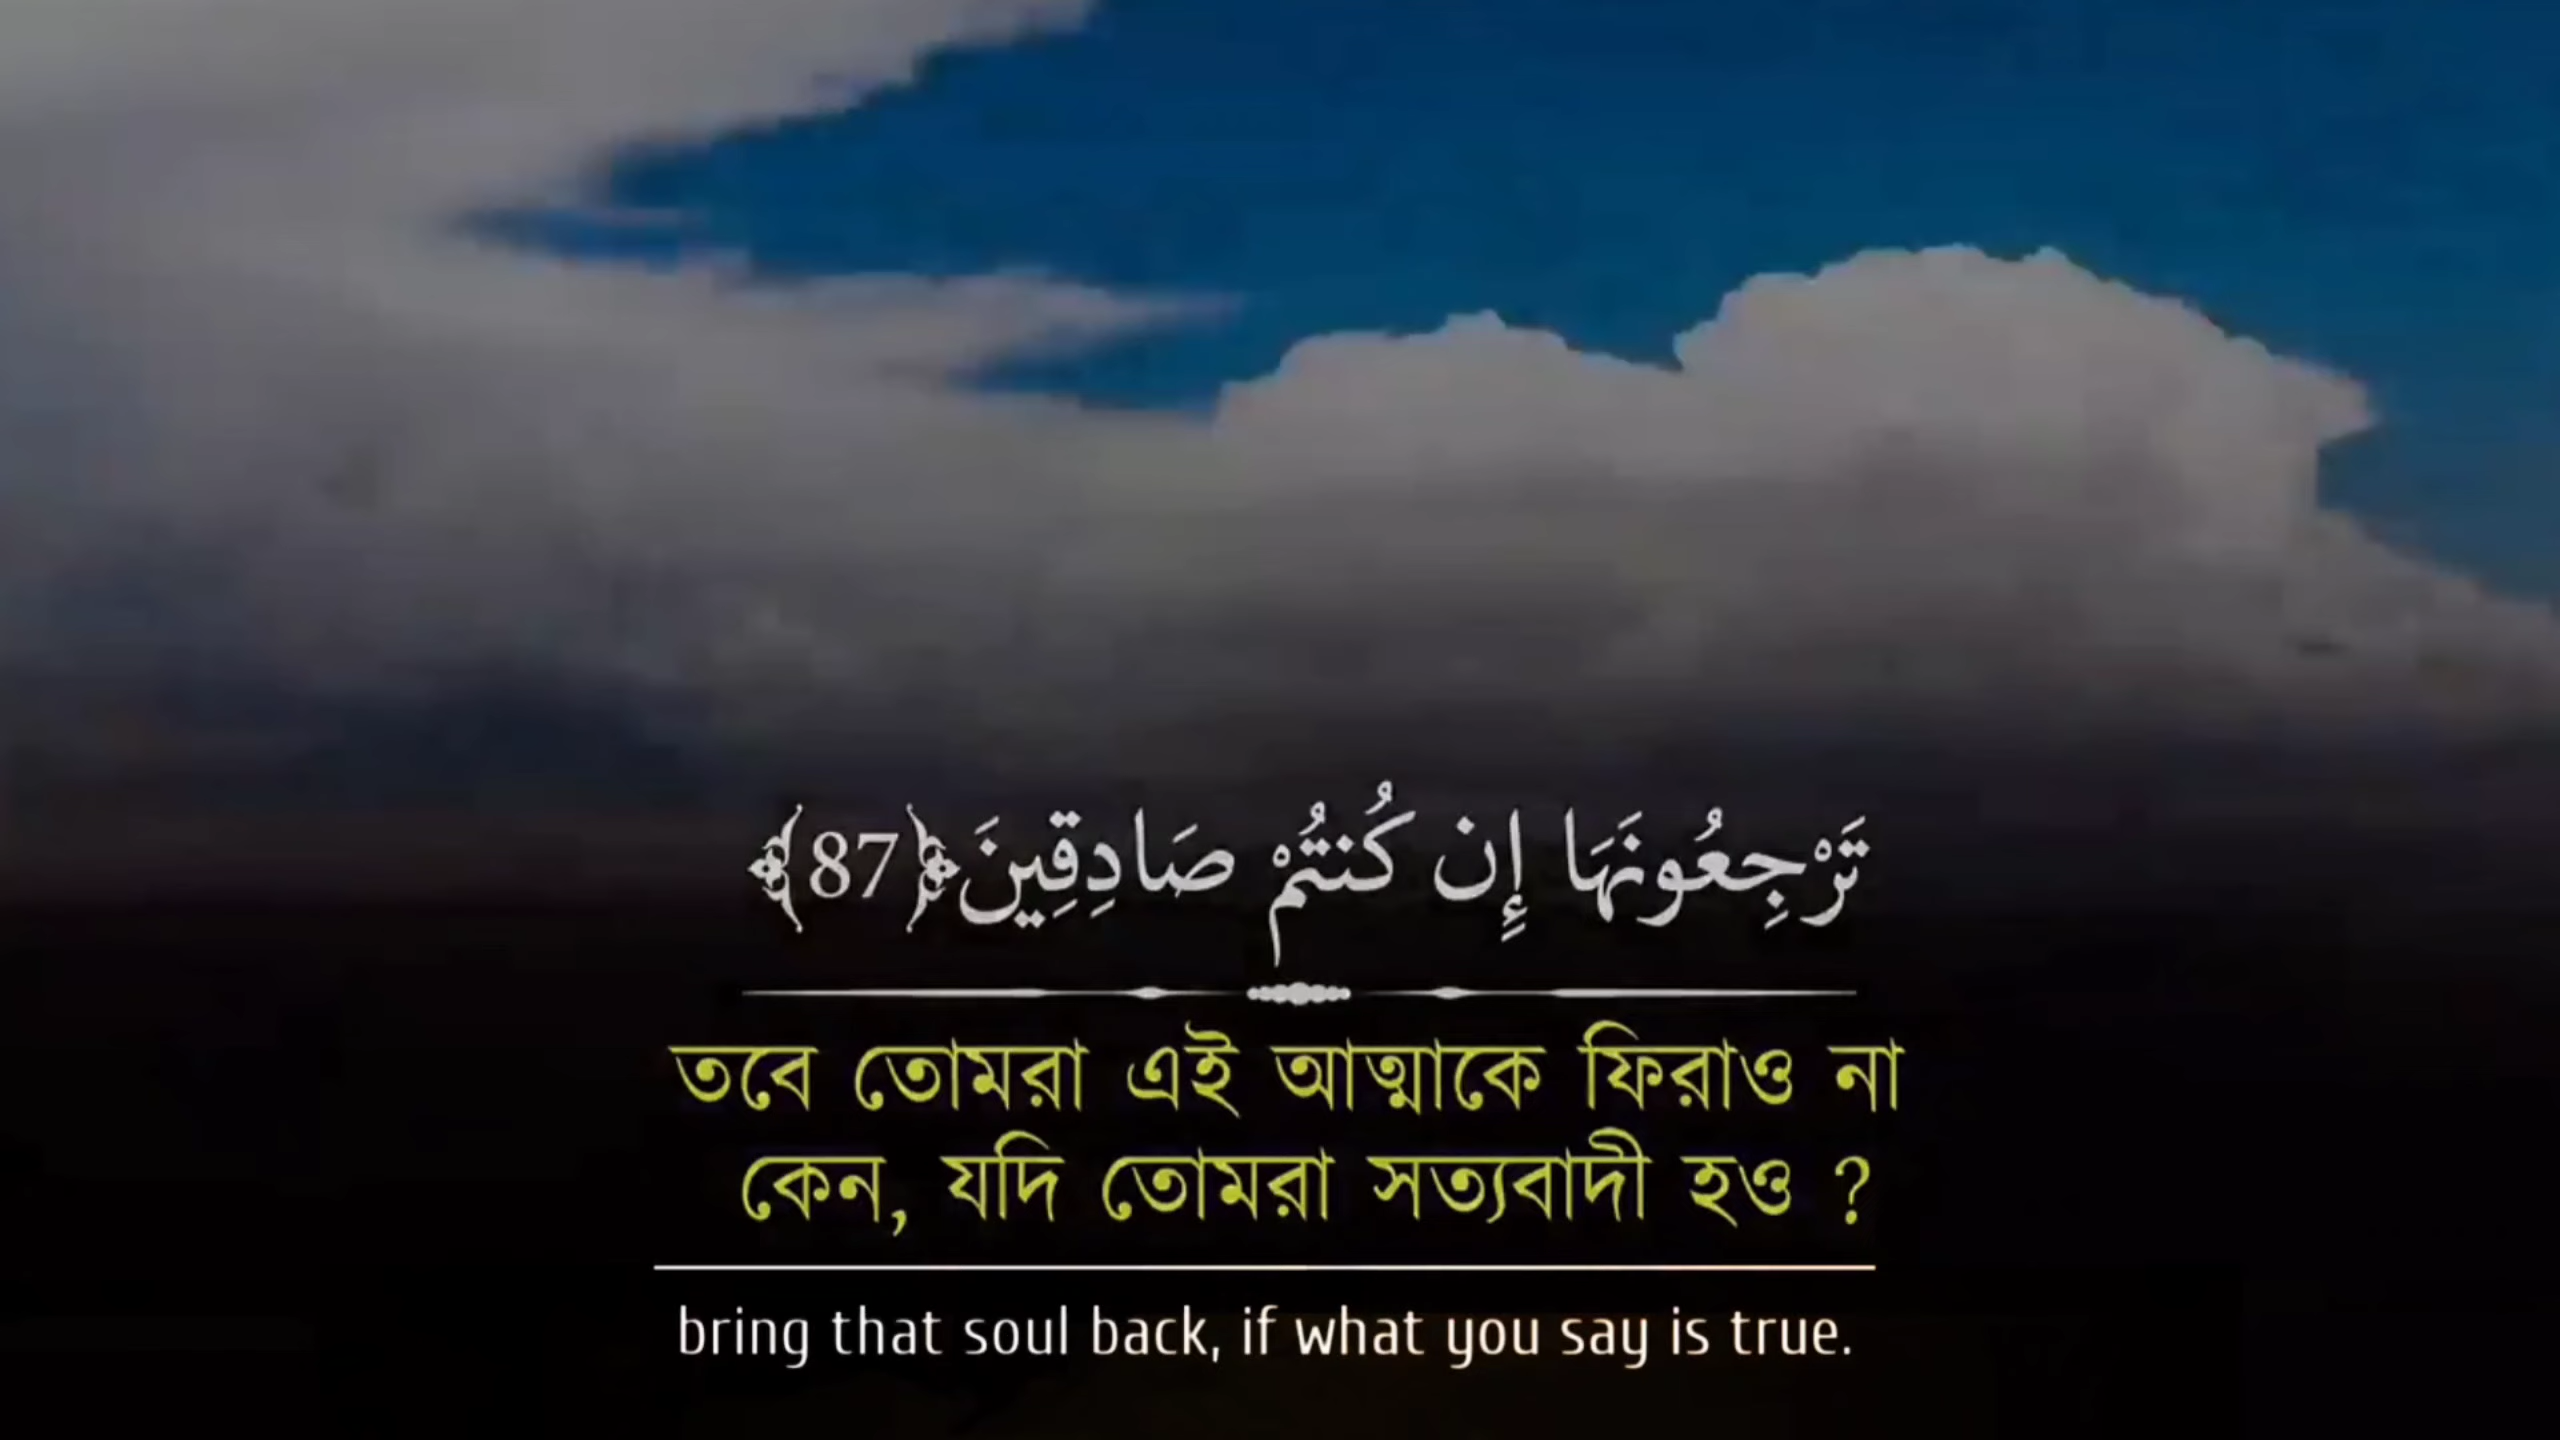 تَرْجِعُونَهَا إِن كُنتُمْ صَادِقِينَ﴿87﴾
তবে তোমরা এই আত্মাকে ফিরাও না
কেন, যদি তোমরা সত্যবাদী হও ?
bring that soul back, if what you say is true.